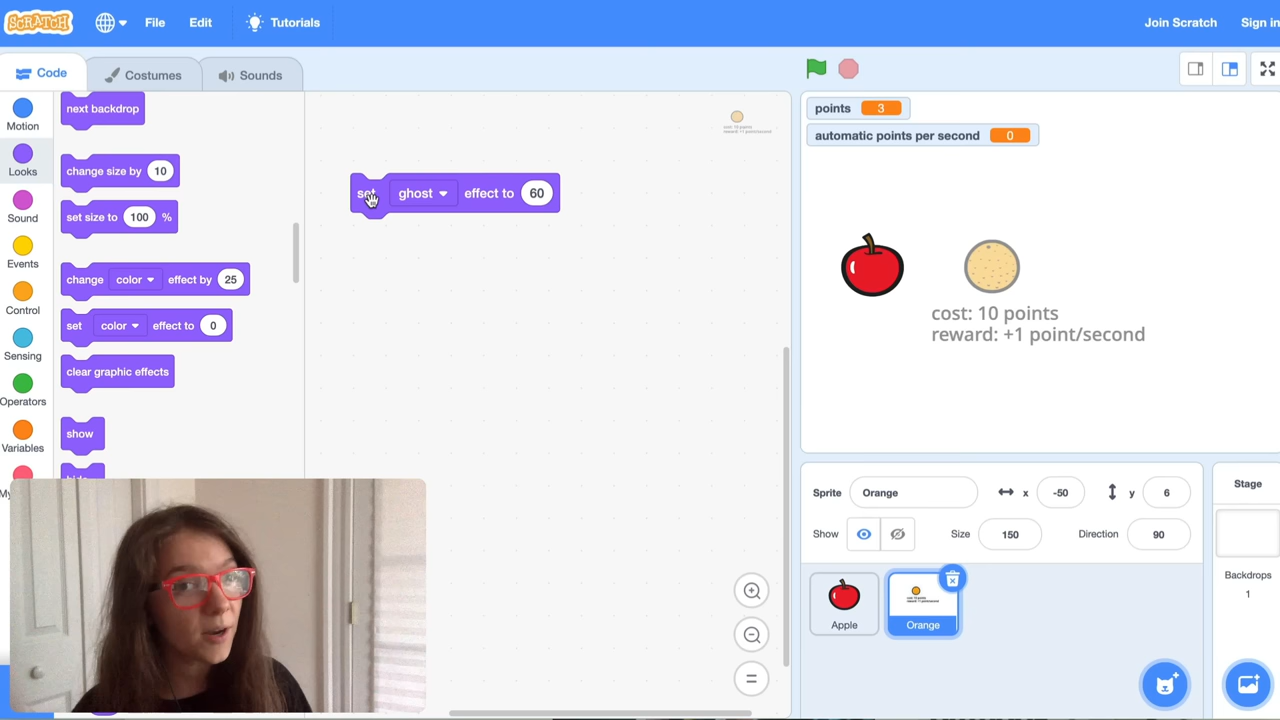 SCRATCH
File
Edit
Tutorials
Join Scratch
Sign in
Code
Costumes
Sounds
Motion
Looks
Sound
Events
Control
Sensing
Operators
Variables
My
next backdrop
change size by 10
set size to 100 %
change color effect by 25
set color effect to 0
clear graphic effects
show
set ghost effect to 60
points 3
automatic points per second 0
cost: 10 points
reward: +1 point/second
Sprite Orange x -50 y 6
Show Size 150 Direction 90
Apple
Orange
Stage
Backdrops
1